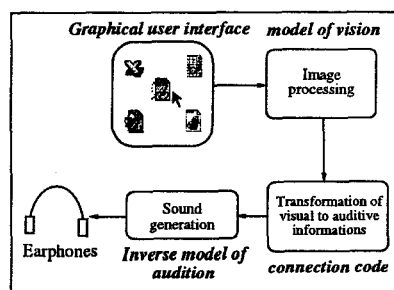 Graphical user interface
model of vision
Image
processing
Transformation of
visual to auditive
informations
connection code
Sound
generation
Inverse model of
audition
Earphones